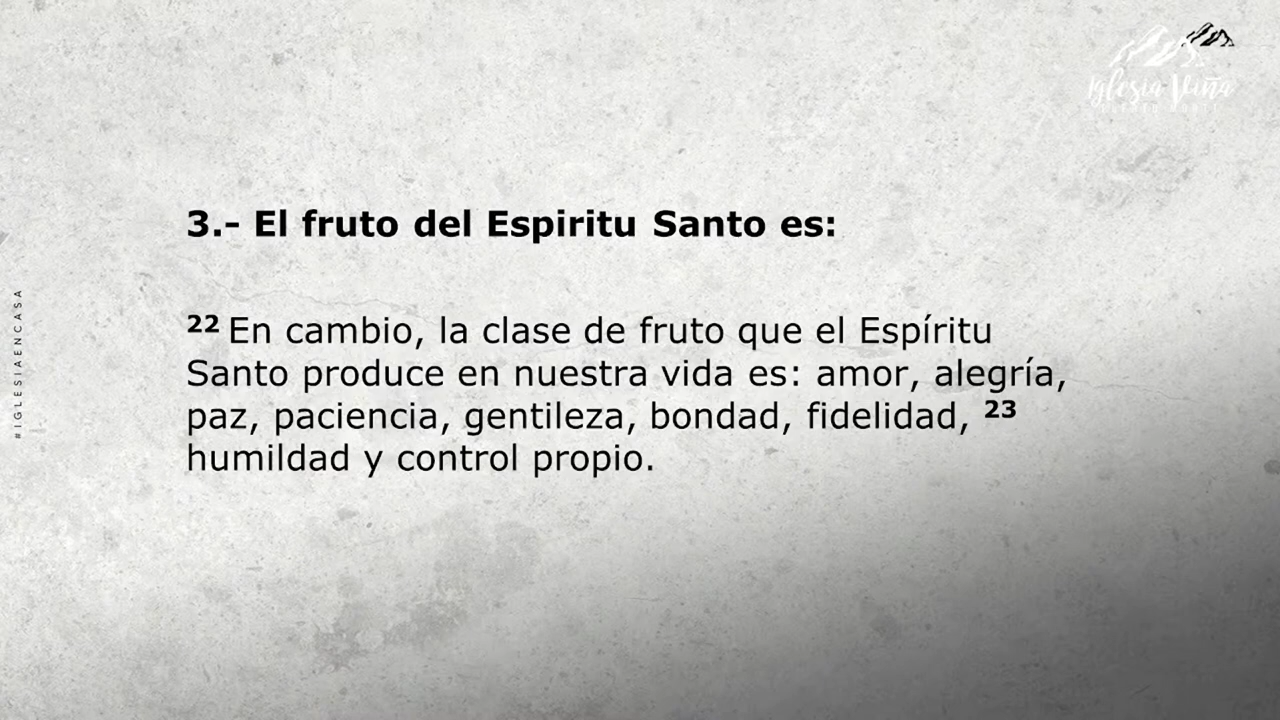 Iglesia Viña
#IGLESIAENCASA
3.- El fruto del Espiritu Santo es:
22 En cambio, la clase de fruto que el Espíritu
Santo produce en nuestra vida es: amor, alegría,
paz, paciencia, gentileza, bondad, fidelidad, 23
humildad y control propio.